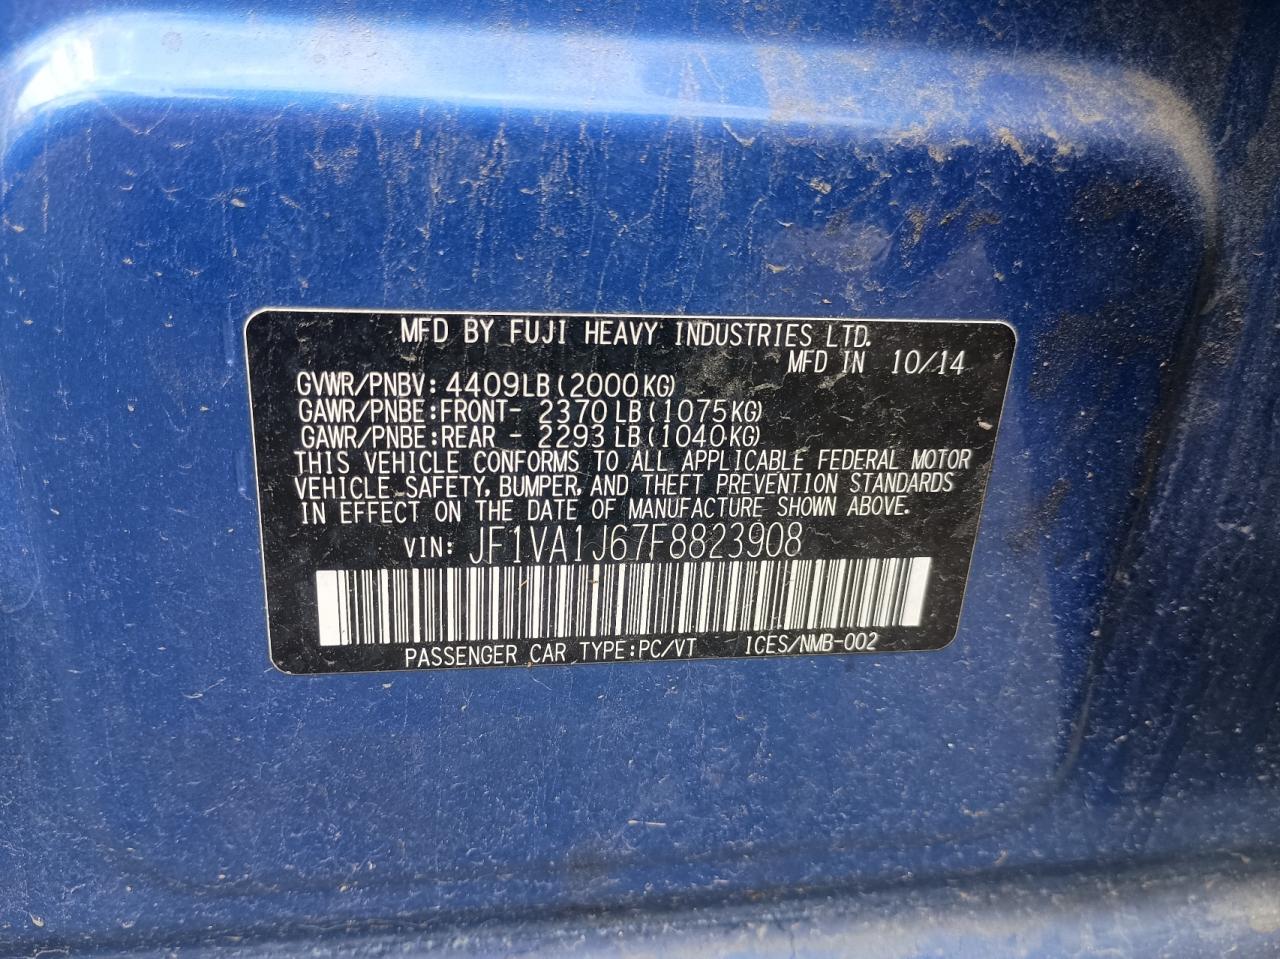 MFD BY FUJI HEAVY INDUSTRIES LTD.
MFD IN 10/14
GVWR/PNBV: 4409LB(2000KG)
GAWR/PNBE:FRONT- 2370LB(1075KG)
GAWR/PNBE:REAR - 2293LB(1040KG)
THIS VEHICLE CONFORMS TO ALL APPLICABLE FEDERAL MOTOR
VEHICLE SAFETY, BUMPER, AND THEFT PREVENTION STANDARDS
IN EFFECT ON THE DATE OF MANUFACTURE SHOWN ABOVE.
VIN: JF1VA1J67F8823908
PASSENGER CAR TYPE:PC/VT ICES/NMB-002